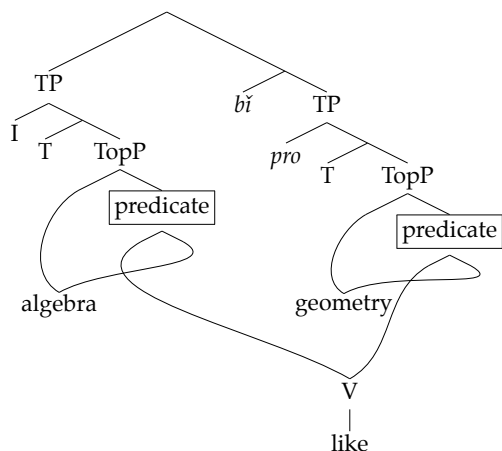 TP
bǐ
TP
I
T
TopP
pro
T
TopP
predicate
predicate
algebra
geometry
V
like